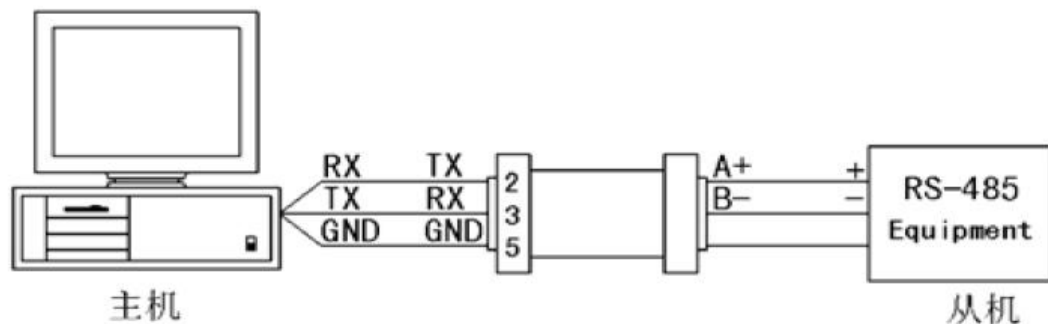 RX TX 2 A+ +
TX RX 3 B- -
GND GND 5
RS-485
Equipment
主机
从机